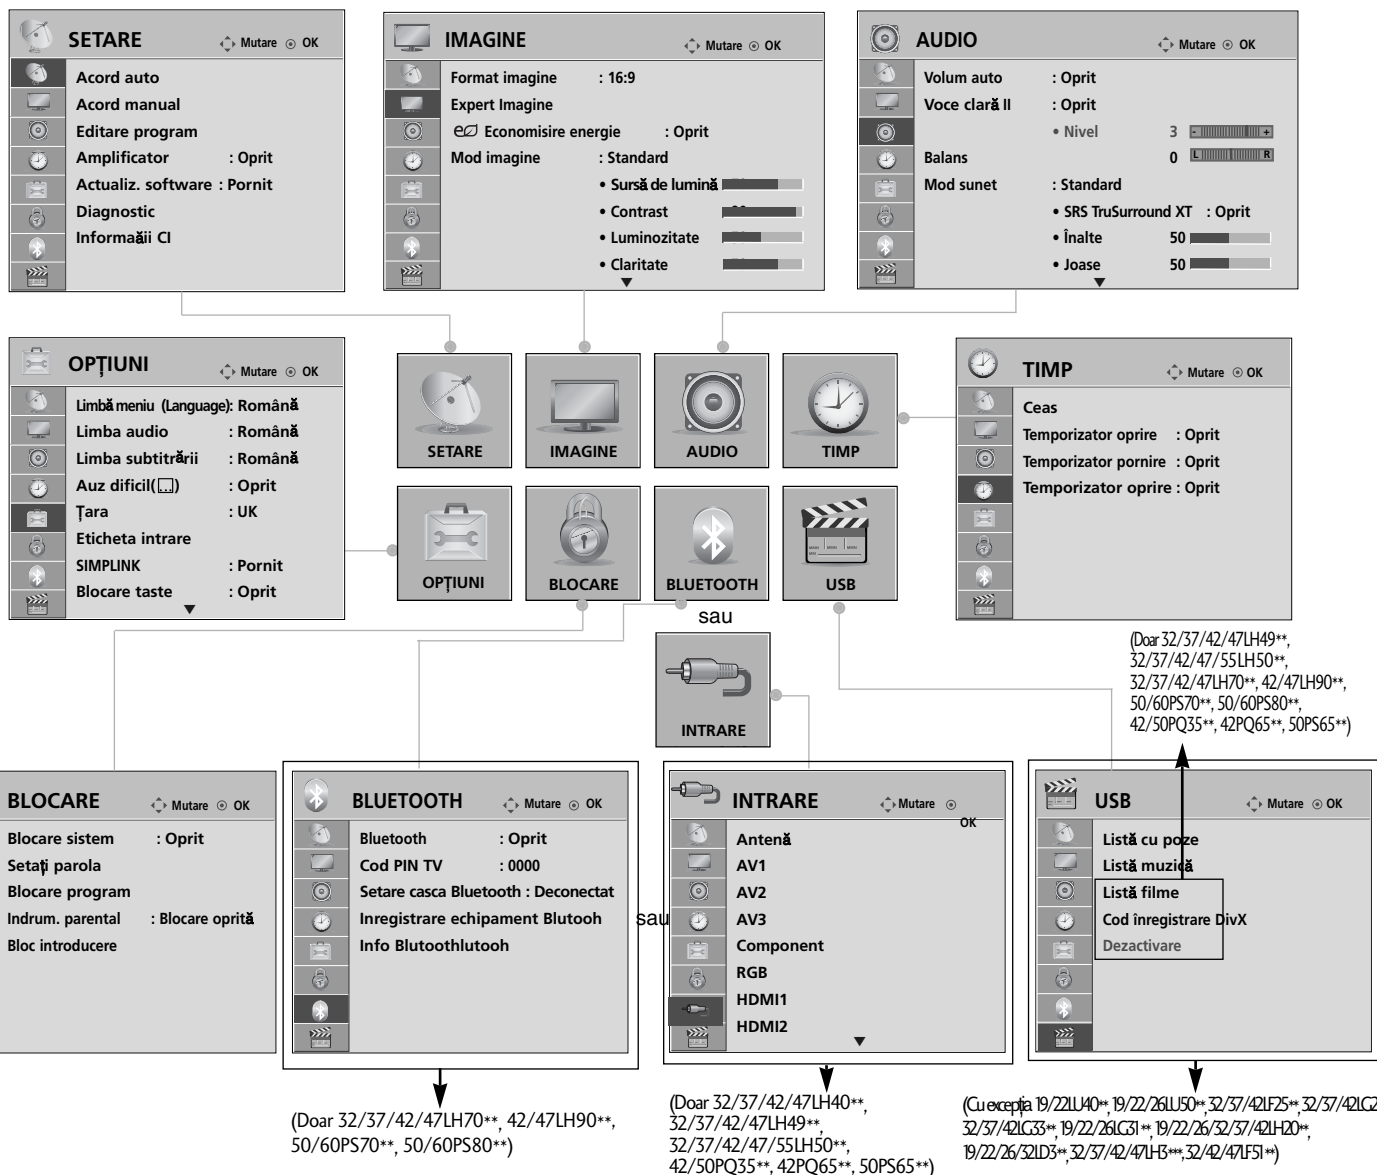 SETARE
Mutare OK
Acord auto
Acord manual
Editare program
Amplificator : Oprit
Actualiz. software : Pornit
Diagnostic
Informaăii CI
IMAGINE
Mutare OK
Format imagine : 16:9
Expert Imagine
Economisire energie : Oprit
Mod imagine : Standard
• Sursă de lumină
• Contrast
• Luminozitate
• Claritate
▼
AUDIO
Mutare OK
Volum auto : Oprit
Voce clară II : Oprit
• Nivel 3 - +
Balans 0 L R
Mod sunet : Standard
• SRS TruSurround XT : Oprit
• Înalte 50
• Joase 50
▼
OPŢIUNI
Mutare OK
Limbă meniu (Language): Română
Limba audio : Română
Limba subtitrării : Română
Auz dificil(...) : Oprit
Ţara : UK
Eticheta intrare
SIMPLINK : Pornit
Blocare taste : Oprit
▼
SETARE
IMAGINE
AUDIO
TIMP
OPŢIUNI
BLOCARE
BLUETOOTH
USB
sau
INTRARE
TIMP
Mutare OK
Ceas
Temporizator oprire : Oprit
Temporizator pornire : Oprit
Temporizator oprire : Oprit
(Doar 32/37/42/47LH49**,
32/37/42/47/55LH50**,
32/37/42/47LH70**, 42/47LH90**,
50/60PS70**, 50/60PS80**,
42/50PQ35**, 42PQ65**, 50PS65**)
BLOCARE
Mutare OK
Blocare sistem : Oprit
Setaţi parola
Blocare program
Indrum. parental : Blocare oprită
Bloc introducere
BLUETOOTH
Mutare OK
Bluetooth : Oprit
Cod PIN TV : 0000
Setare casca Bluetooth : Deconectat
Inregistrare echipament Blutooh
Info Blutoothlutooh
sau
INTRARE
Mutare
OK
Antenă
AV1
AV2
AV3
Component
RGB
HDMI1
HDMI2
▼
USB
Mutare OK
Listă cu poze
Listă muzică
Listă filme
Cod înregistrare DivX
Dezactivare
(Doar 32/37/42/47LH70**, 42/47LH90**,
50/60PS70**, 50/60PS80**)
(Doar 32/37/42/47LH40**,
32/37/42/47LH49**,
32/37/42/47/55LH50**,
42/50PQ35**, 42PQ65**, 50PS65**)
(Cu excepţia 19/22LU40**, 19/22/26LU50**, 32/37/42LF25**, 32/37/42LG2
32/37/42LG33**, 19/22/26LG31**, 19/22/26/32/37/42LH20**,
19/22/26/32LD3**, 32/37/42/47LH3***, 32/42/47LF51**)